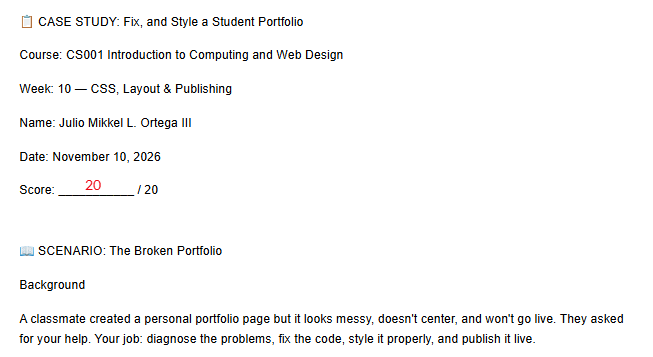 📋 CASE STUDY: Fix, and Style a Student Portfolio
Course: CS001 Introduction to Computing and Web Design
Week: 10 — CSS, Layout & Publishing
Name: Julio Mikkel L. Ortega III
Date: November 10, 2026
Score: ____20____ / 20
📖 SCENARIO: The Broken Portfolio
Background
A classmate created a personal portfolio page but it looks messy, doesn't center, and won't go live. They asked
for your help. Your job: diagnose the problems, fix the code, style it properly, and publish it live.